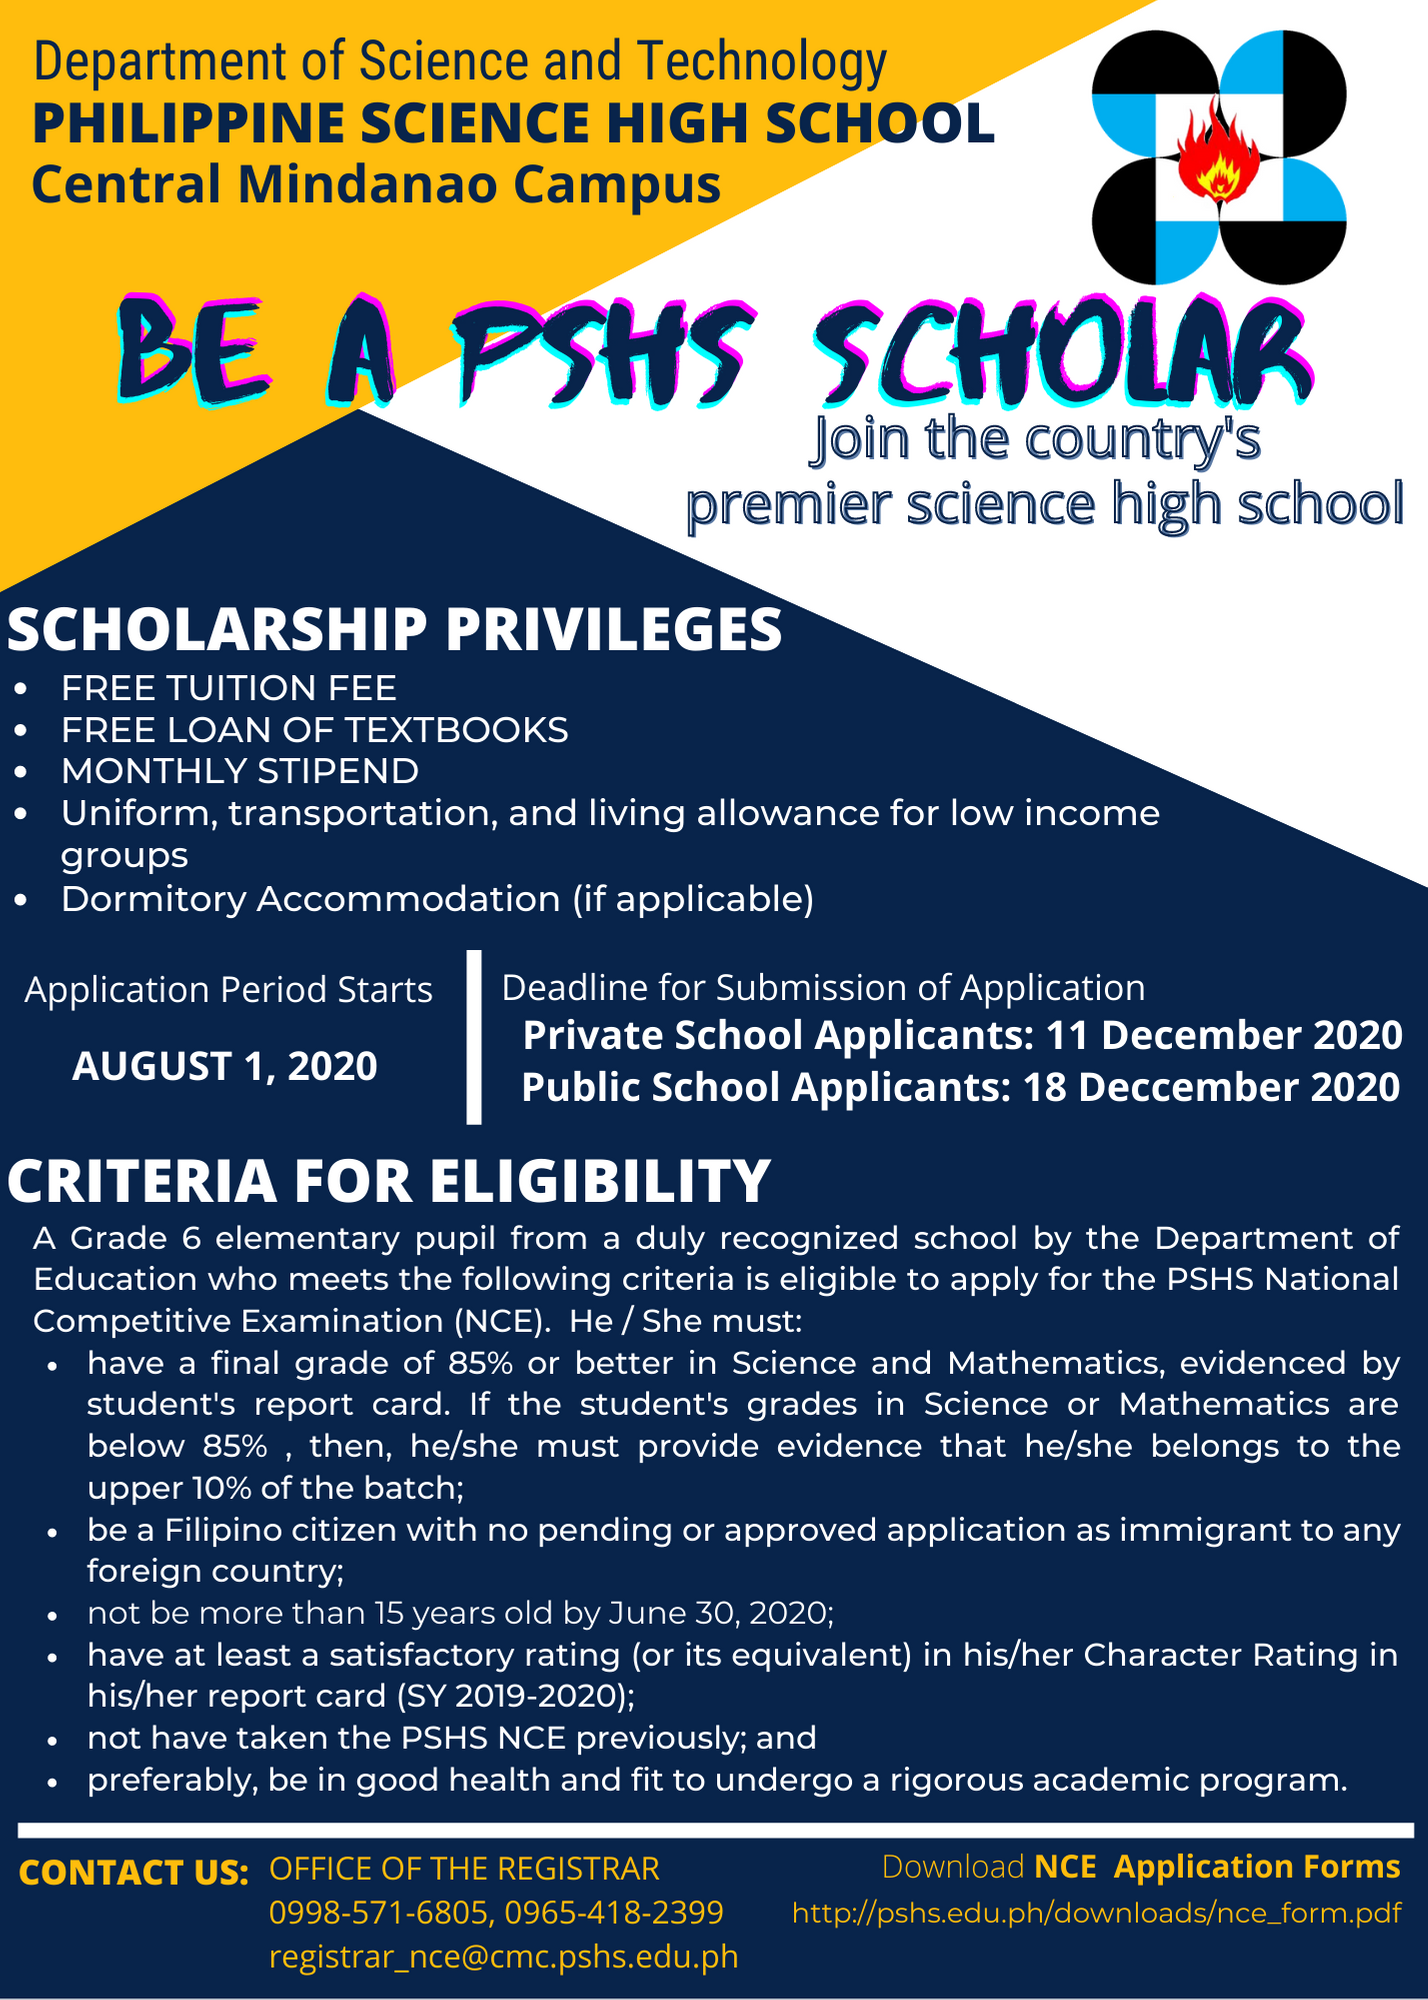 Department of Science and Technology
PHILIPPINE SCIENCE HIGH SCHOOL
Central Mindanao Campus
BE A PSHS SCHOLAR
Join the country's
premier science high school
SCHOLARSHIP PRIVILEGES
• FREE TUITION FEE
• FREE LOAN OF TEXTBOOKS
• MONTHLY STIPEND
• Uniform, transportation, and living allowance for low income
groups
• Dormitory Accommodation (if applicable)
Application Period Starts
AUGUST 1, 2020
Deadline for Submission of Application
Private School Applicants: 11 December 2020
Public School Applicants: 18 Deccember 2020
CRITERIA FOR ELIGIBILITY
A Grade 6 elementary pupil from a duly recognized school by the Department of
Education who meets the following criteria is eligible to apply for the PSHS National
Competitive Examination (NCE). He / She must:
• have a final grade of 85% or better in Science and Mathematics, evidenced by
student's report card. If the student's grades in Science or Mathematics are
below 85% , then, he/she must provide evidence that he/she belongs to the
upper 10% of the batch;
• be a Filipino citizen with no pending or approved application as immigrant to any
foreign country;
• not be more than 15 years old by June 30, 2020;
• have at least a satisfactory rating (or its equivalent) in his/her Character Rating in
his/her report card (SY 2019-2020);
• not have taken the PSHS NCE previously; and
• preferably, be in good health and fit to undergo a rigorous academic program.
CONTACT US: OFFICE OF THE REGISTRAR
0998-571-6805, 0965-418-2399
registrar_nce@cmc.pshs.edu.ph
Download NCE Application Forms
http://pshs.edu.ph/downloads/nce_form.pdf